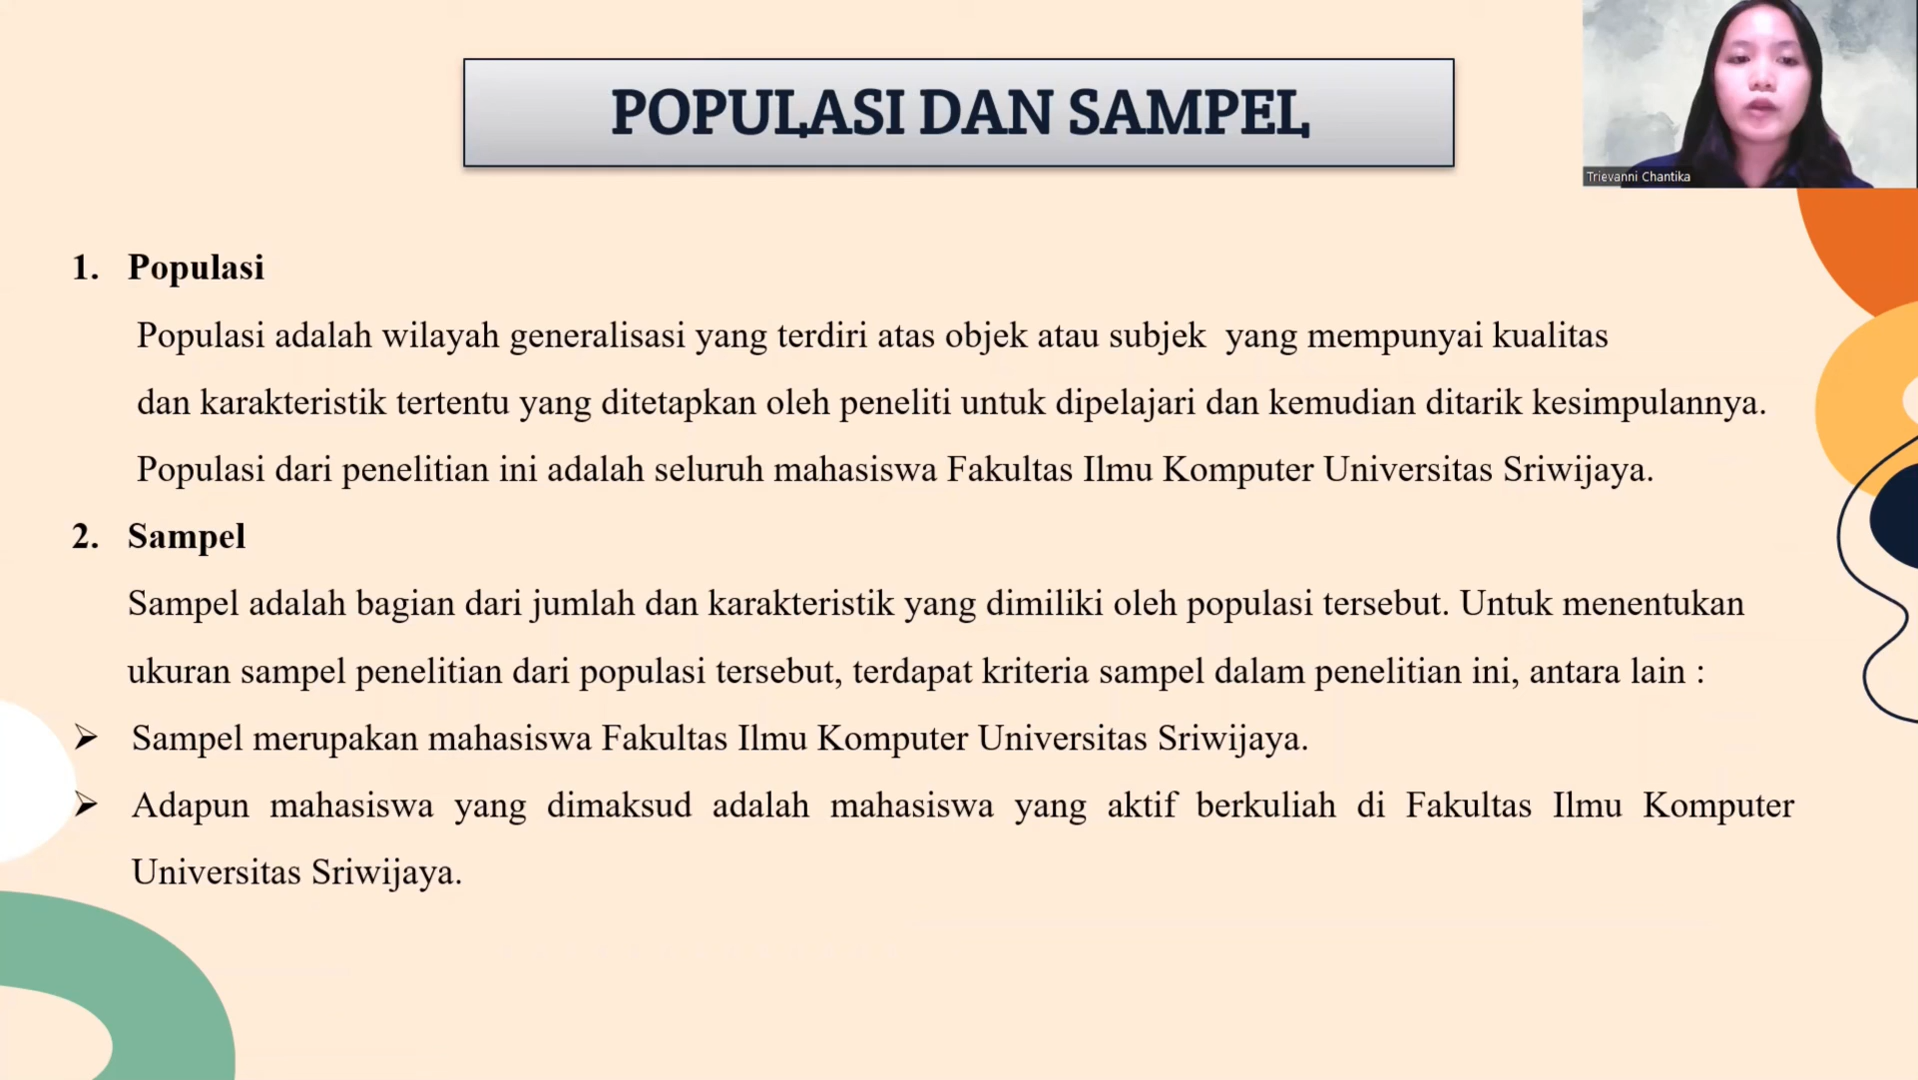 POPULASI DAN SAMPEL
Trievanni Chantika
1. Populasi
Populasi adalah wilayah generalisasi yang terdiri atas objek atau subjek yang mempunyai kualitas
dan karakteristik tertentu yang ditetapkan oleh peneliti untuk dipelajari dan kemudian ditarik kesimpulannya.
Populasi dari penelitian ini adalah seluruh mahasiswa Fakultas Ilmu Komputer Universitas Sriwijaya.
2. Sampel
Sampel adalah bagian dari jumlah dan karakteristik yang dimiliki oleh populasi tersebut. Untuk menentukan
ukuran sampel penelitian dari populasi tersebut, terdapat kriteria sampel dalam penelitian ini, antara lain :
➢ Sampel merupakan mahasiswa Fakultas Ilmu Komputer Universitas Sriwijaya.
➢ Adapun mahasiswa yang dimaksud adalah mahasiswa yang aktif berkuliah di Fakultas Ilmu Komputer
Universitas Sriwijaya.